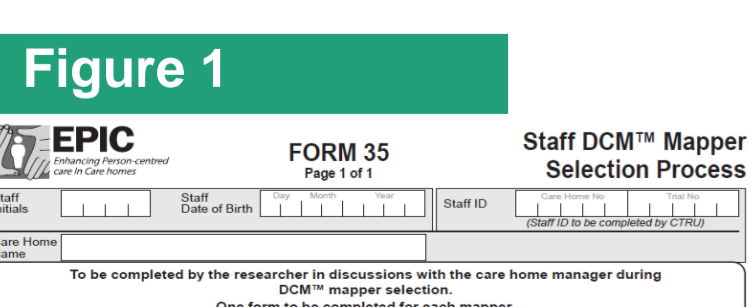 Figure 1
EPIC
Enhancing Person-centred
care In Care homes
FORM 35
Page 1 of 1
Staff DCM™ Mapper
Selection Process
Staff
Date of Birth
Day Month Year
Staff ID
Care Home No
Trial No
(Staff ID to be completed by CTRU)
Care Home
To be completed by the researcher in discussions with the care home manager during
DCM™ mapper selection.
One form to be completed for each mapper